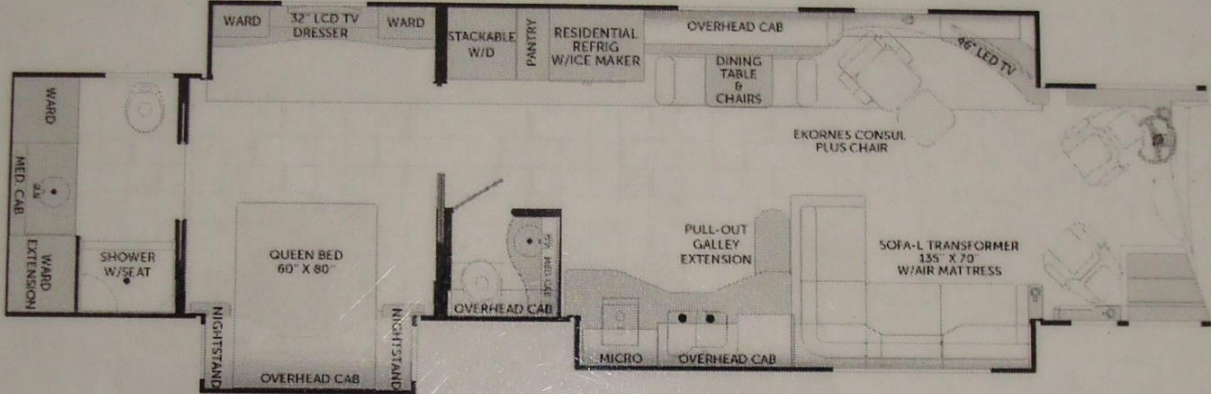 WARD
32" LCD TV
DRESSER
WARD
STACKABLE
W/D
PANTRY
RESIDENTIAL
REFRIG
W/ICE MAKER
OVERHEAD CAB
DINING
TABLE
&
CHAIRS
46" LED TV
EKORNES CONSUL
PLUS CHAIR
WARD
MED. CAB
WARD
EXTENSION
SHOWER
W/SEAT
QUEEN BED
60" X 80"
NIGHTSTAND
OVERHEAD CAB
NIGHTSTAND
MED. CAB
OVERHEAD CAB
PULL-OUT
GALLEY
EXTENSION
MICRO
OVERHEAD CAB
SOFA-L TRANSFORMER
135" X 70"
W/AIR MATTRESS